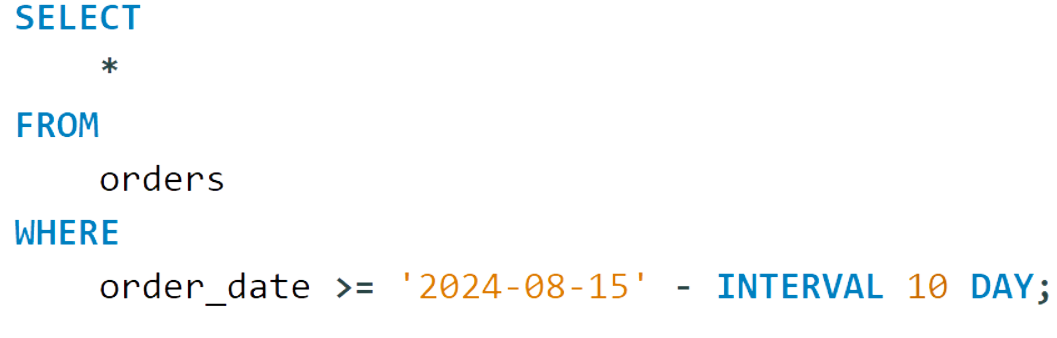 SELECT
*
FROM
orders
WHERE
order_date >= '2024-08-15' - INTERVAL 10 DAY;